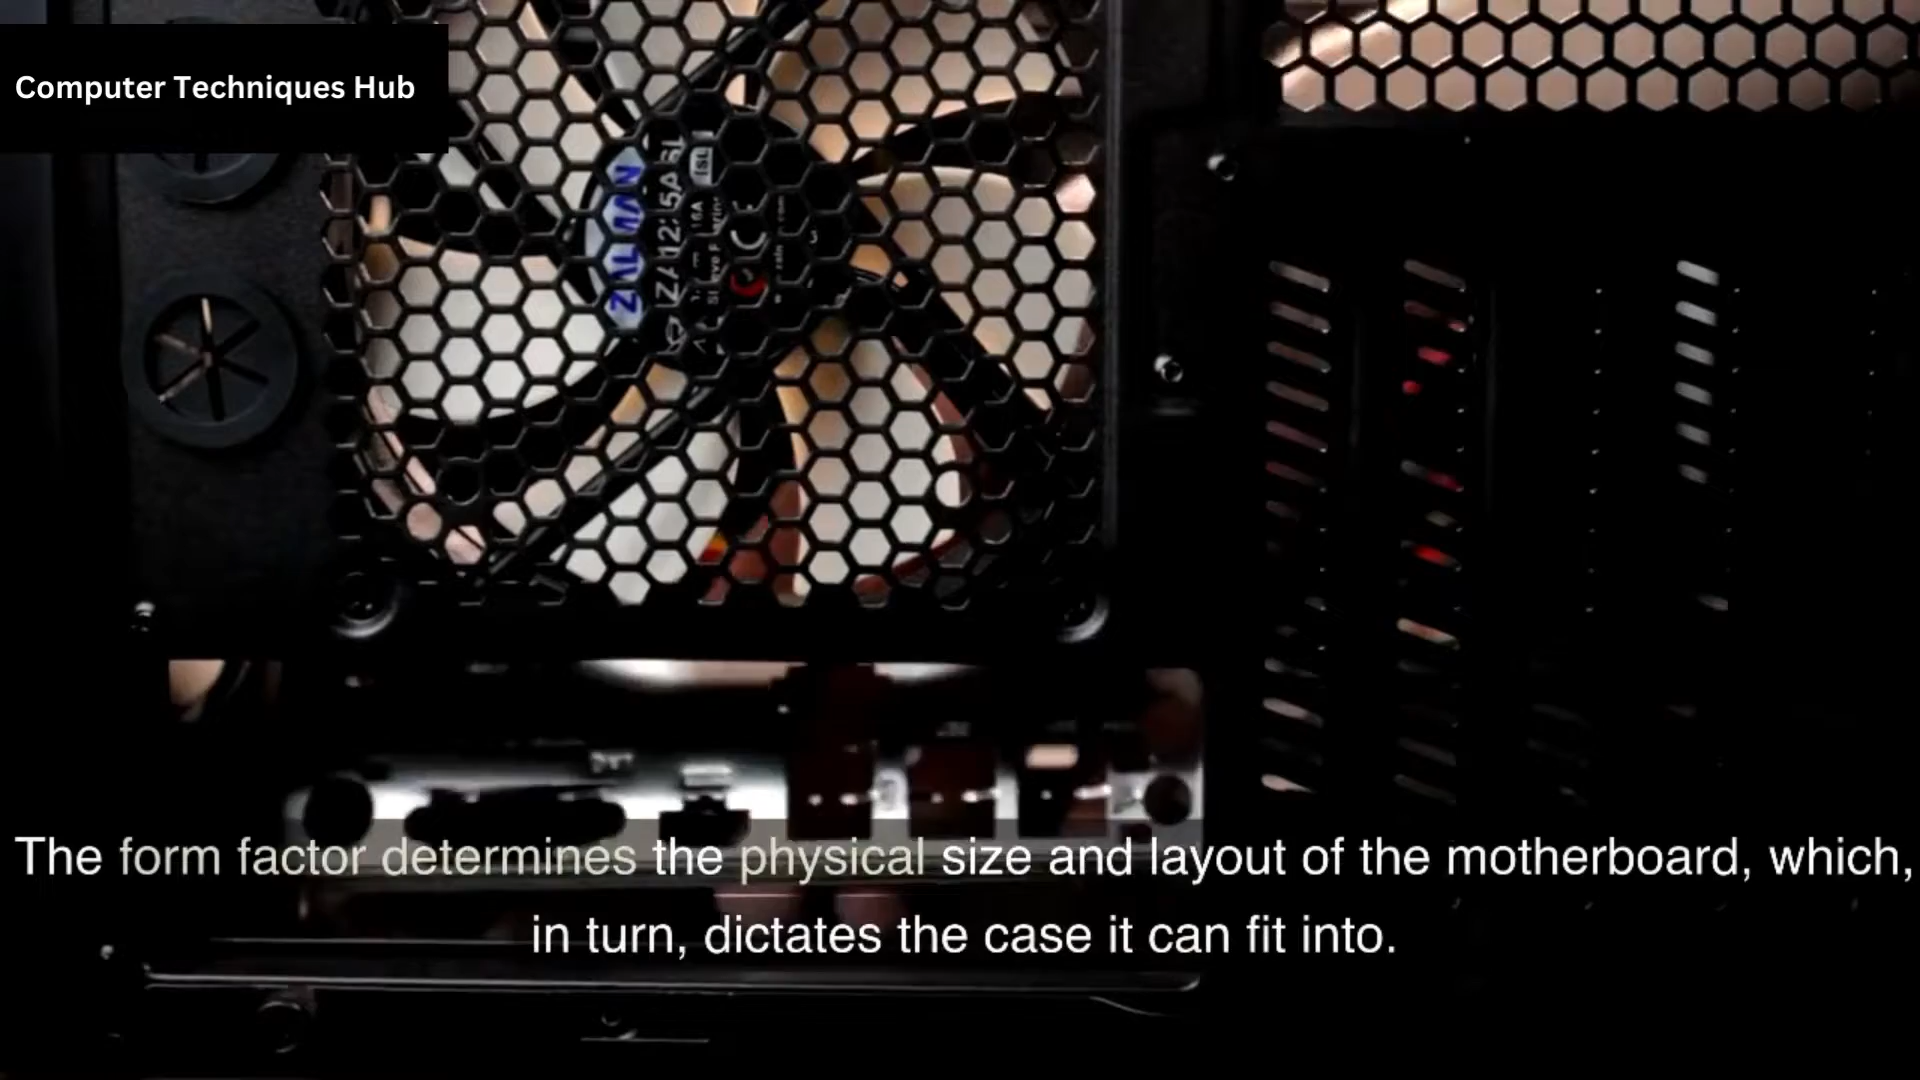 Computer Techniques Hub
ZALMAN
The form factor determines the physical size and layout of the motherboard, which,
in turn, dictates the case it can fit into.